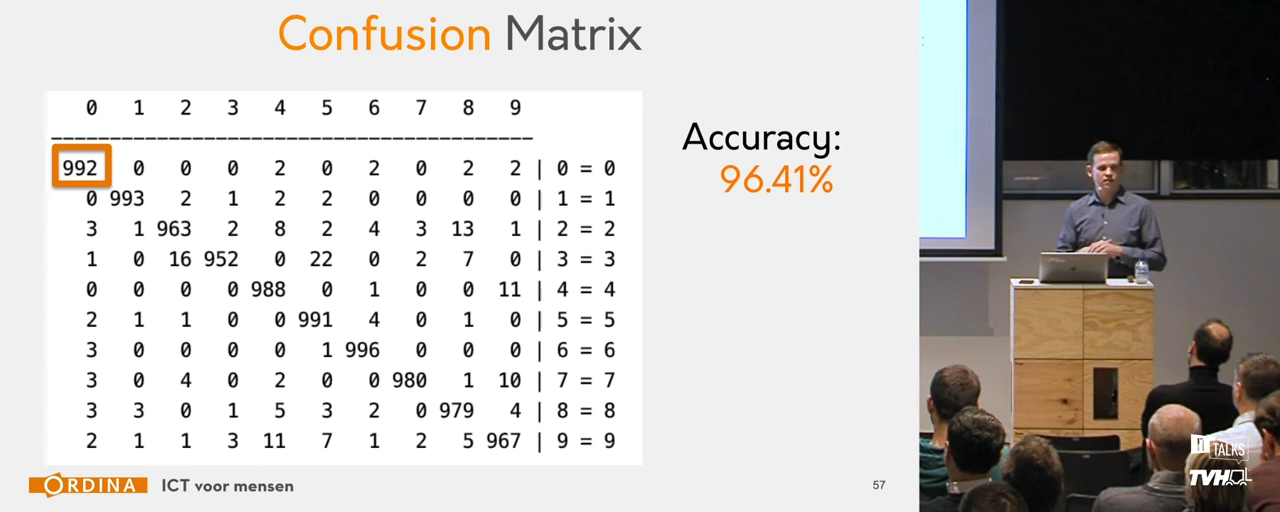 Confusion Matrix
0 1 2 3 4 5 6 7 8 9
992 0 0 0 2 0 2 0 2 2 | 0 = 0
0 993 2 1 2 2 0 0 0 0 | 1 = 1
3 1 963 2 8 2 4 3 13 1 | 2 = 2
1 0 16 952 0 22 0 2 7 0 | 3 = 3
0 0 0 0 988 0 1 0 0 11 | 4 = 4
2 1 1 0 0 991 4 0 1 0 | 5 = 5
3 0 0 0 0 1 996 0 0 0 | 6 = 6
3 0 4 0 2 0 0 980 1 10 | 7 = 7
3 3 0 1 5 3 2 0 979 4 | 8 = 8
2 1 1 3 11 7 1 2 5 967 | 9 = 9
Accuracy:
96.41%
ORDINA ICT voor mensen
57
IT TALKS
TVH